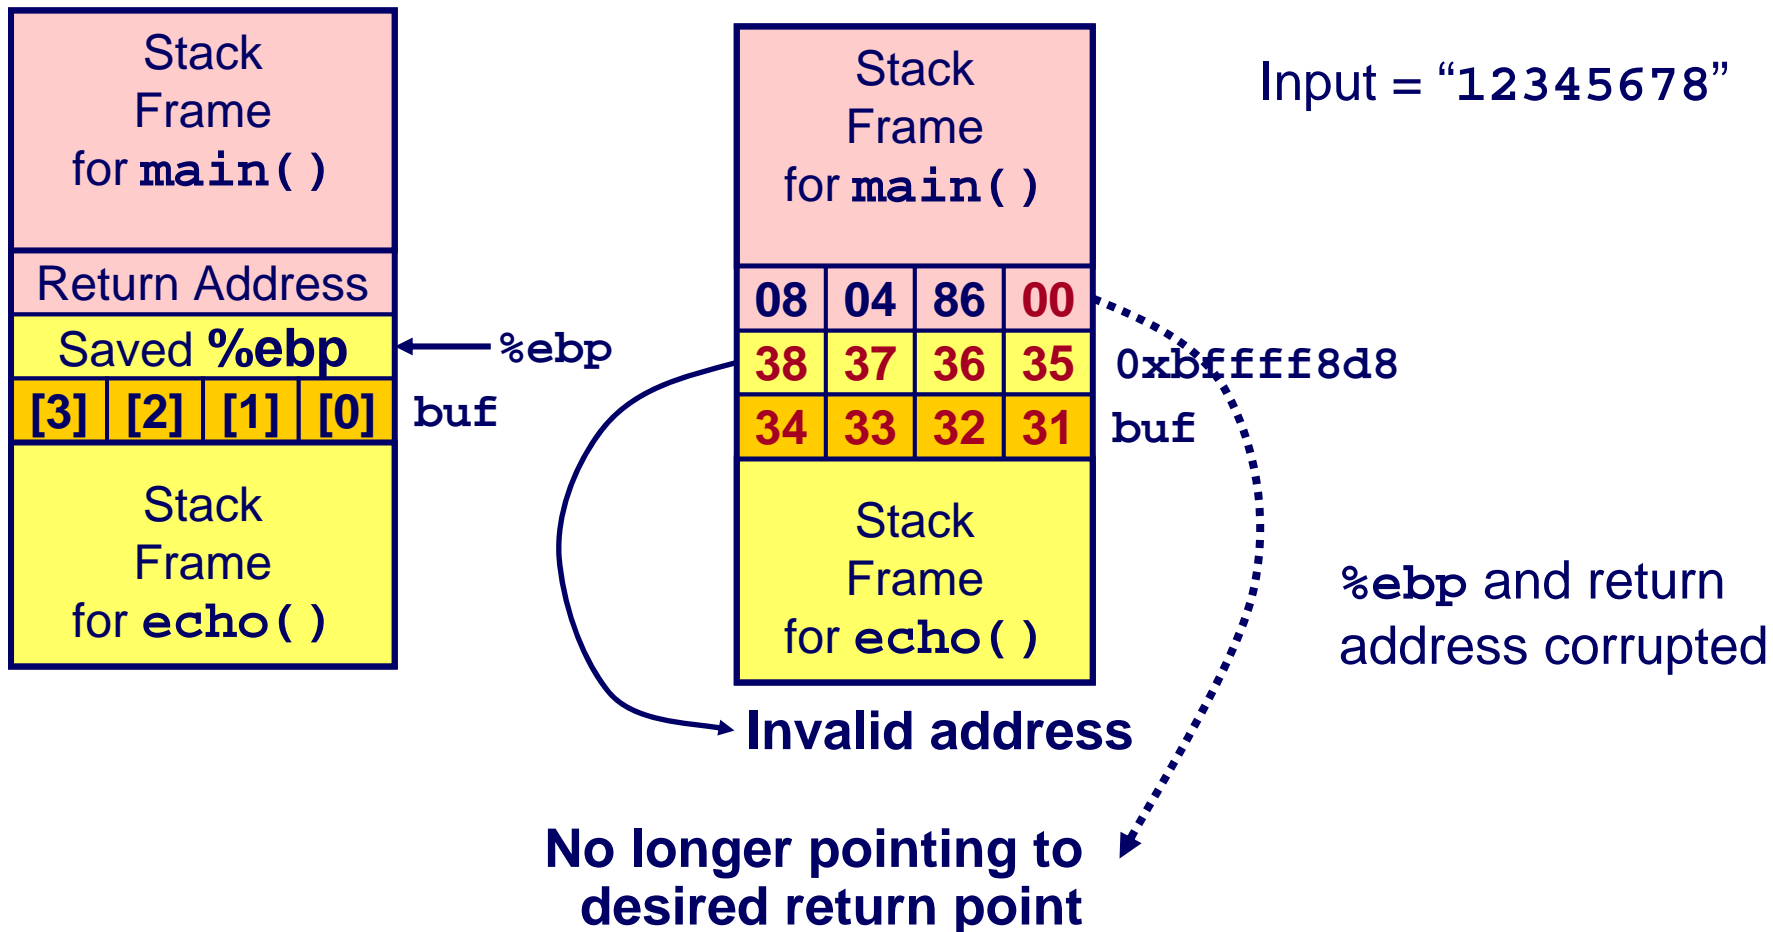 Stack
Frame
for main()
Return Address
Saved %ebp
%ebp
[3] [2] [1] [0]
buf
Stack
Frame
for echo()
Stack
Frame
for main()
08 04 86 00
38 37 36 35
0xbffff8d8
34 33 32 31
buf
Stack
Frame
for echo()
Invalid address
No longer pointing to
desired return point
Input = “12345678”
%ebp and return
address corrupted